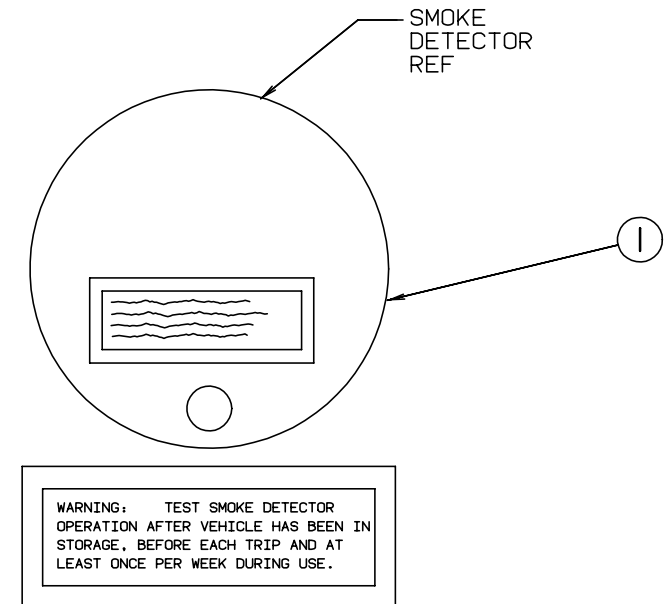 SMOKE
DETECTOR
REF
1
WARNING: TEST SMOKE DETECTOR
OPERATION AFTER VEHICLE HAS BEEN IN
STORAGE, BEFORE EACH TRIP AND AT
LEAST ONCE PER WEEK DURING USE.